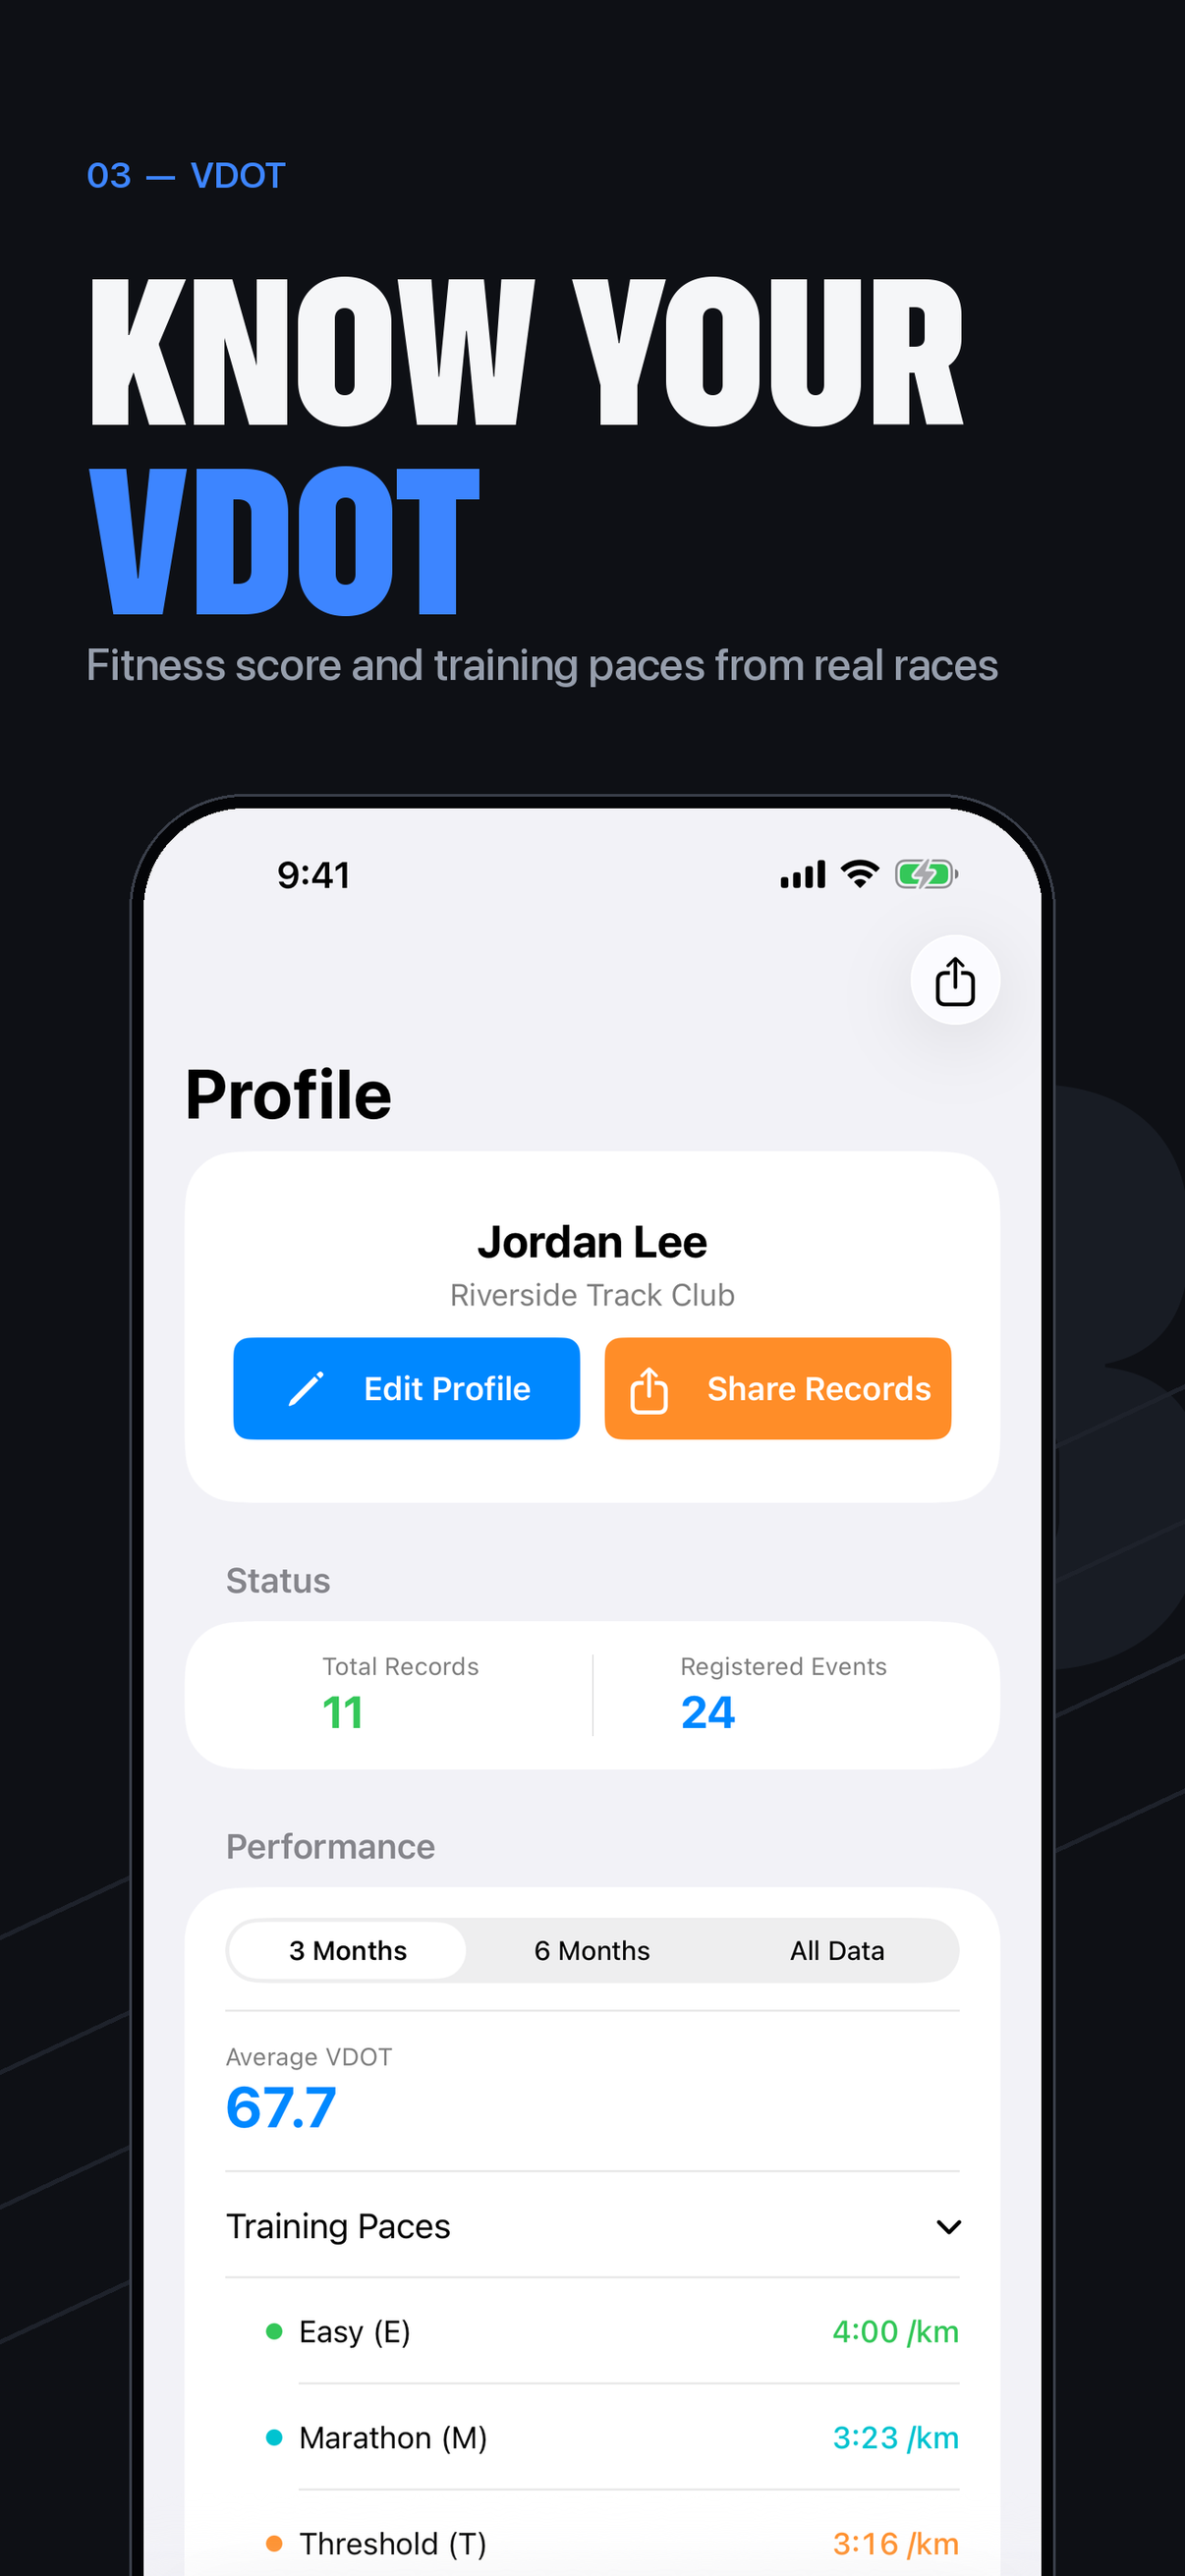 03 — VDOT
KNOW YOUR
VDOT
Fitness score and training paces from real races
9:41
Profile
Jordan Lee
Riverside Track Club
Edit Profile
Share Records
Status
Total Records
Registered Events
11
24
Performance
3 Months
6 Months
All Data
Average VDOT
67.7
Training Paces
Easy (E)
4:00 /km
Marathon (M)
3:23 /km
Threshold (T)
3:16 /km